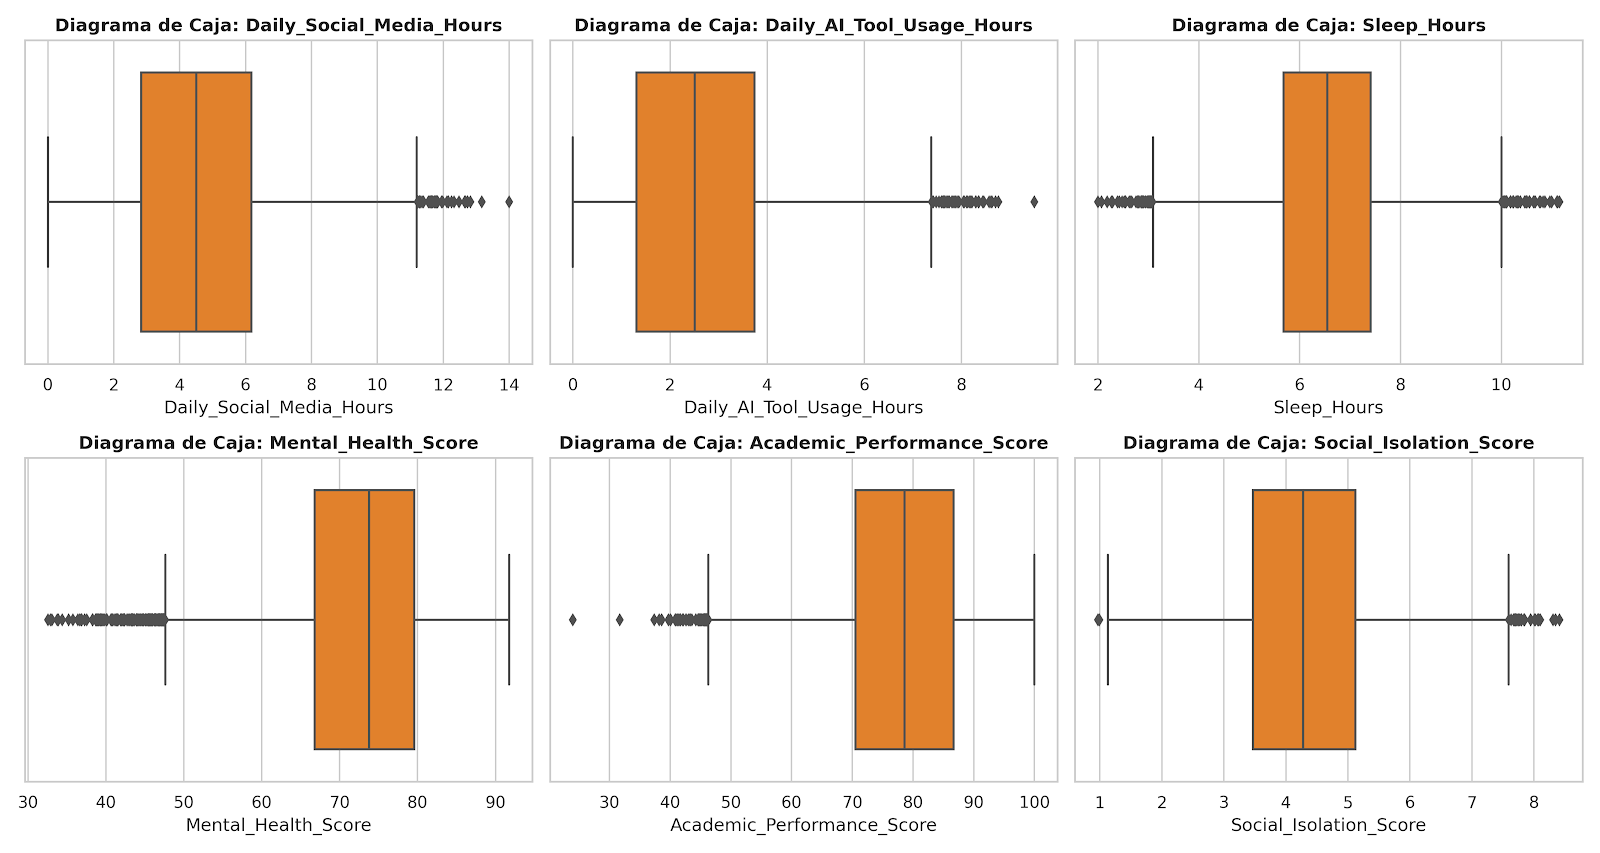 Diagrama de Caja: Daily_Social_Media_Hours
0 2 4 6 8 10 12 14
Daily_Social_Media_Hours
Diagrama de Caja: Daily_AI_Tool_Usage_Hours
0 2 4 6 8
Daily_AI_Tool_Usage_Hours
Diagrama de Caja: Sleep_Hours
2 4 6 8 10
Sleep_Hours
Diagrama de Caja: Mental_Health_Score
30 40 50 60 70 80 90
Mental_Health_Score
Diagrama de Caja: Academic_Performance_Score
30 40 50 60 70 80 90 100
Academic_Performance_Score
Diagrama de Caja: Social_Isolation_Score
1 2 3 4 5 6 7 8
Social_Isolation_Score